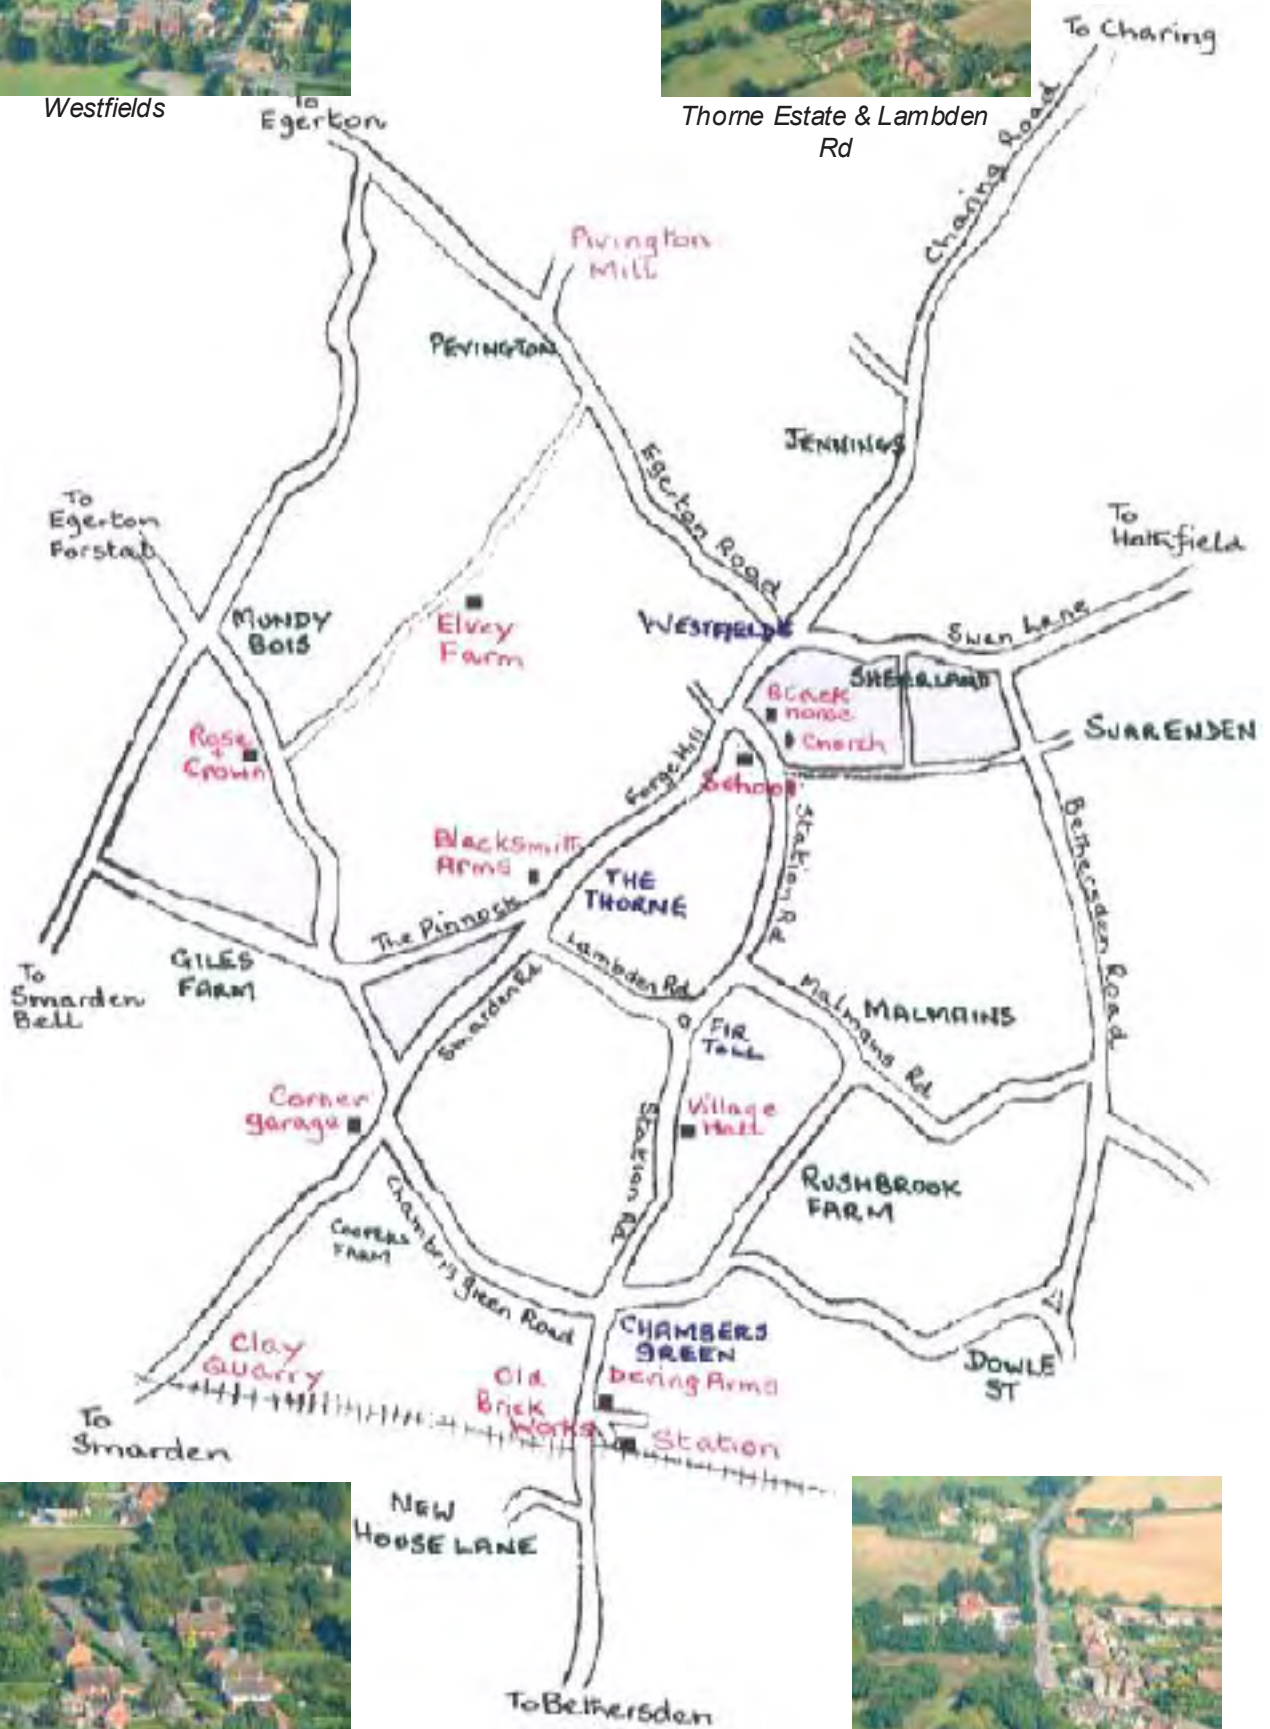 Westfields
Thorne Estate & Lambden
Rd
To Charing
To
Egerton
Charing Road
Pivington
Mill
PEVINGTON
JENNINGS
Egerton Road
To
Egerton
Forstal
To
Hothfield
MUNDY
BOIS
Elvey
Farm
WESTFIELDS
Swan Lane
SHEERLAND
Black
horse
Church
SURRENDEN
Rose
+
Crown
Forge Hill
School
Station Rd
Blacksmith
Arms
THE
THORNE
Bethersden Road
The Pinnock
Lambden Rd
GILES
FARM
To
Smarden
Bell
Smarden Rd
Malmains Rd
MALMAINS
FIR
TOLL
Corner
garage
Station Rd
Village
Hall
RUSHBROOK
FARM
COOPERS
FARM
Chambers green Road
CHAMBERS
GREEN
DOWLE
ST
Clay
Quarry
Old
Brick
Works
Dering Arms
Station
To
Smarden
NEW
HOUSE LANE
To Bethersden